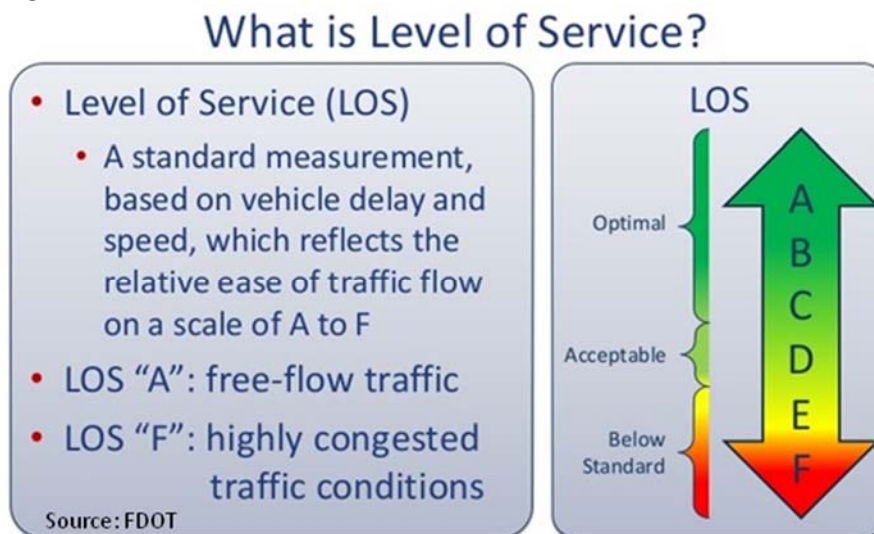 What is Level of Service?
• Level of Service (LOS)
• A standard measurement,
based on vehicle delay and
speed, which reflects the
relative ease of traffic flow
on a scale of A to F
• LOS “A”: free-flow traffic
• LOS “F”: highly congested
traffic conditions
Source: FDOT
LOS
Optimal
Acceptable
Below
Standard
A
B
C
D
E
F